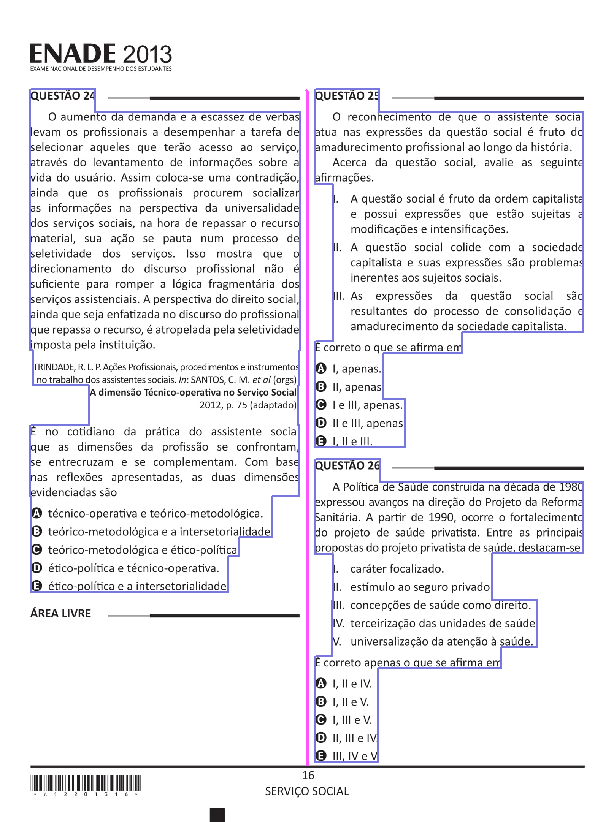 ENADE 2013
EXAME NACIONAL DE DESEMPENHO DOS ESTUDANTES
QUESTÃO 24
O aumento da demanda e a escassez de verbas
levam os profissionais a desempenhar a tarefa de
selecionar aqueles que terão acesso ao serviço,
através do levantamento de informações sobre a
vida do usuário. Assim coloca-se uma contradição,
ainda que os profissionais procurem socializar
as informações na perspectiva da universalidade
dos serviços sociais, na hora de repassar o recurso
material, sua ação se pauta num processo de
seletividade dos serviços. Isso mostra que o
direcionamento do discurso profissional não é
suficiente para romper a lógica fragmentária dos
serviços assistenciais. A perspectiva do direito social,
ainda que seja enfatizada no discurso do profissional
que repassa o recurso, é atropelada pela seletividade
imposta pela instituição.
TRINDADE, R. L. P. Ações Profissionais, procedimentos e instrumentos
no trabalho dos assistentes sociais. In: SANTOS, C. M. et al (orgs)
A dimensão Técnico-operativa no Serviço Social
2012, p. 75 (adaptado)
É no cotidiano da prática do assistente social
que as dimensões da profissão se confrontam,
se entrecruzam e se complementam. Com base
nas reflexões apresentadas, as duas dimensões
evidenciadas são
A técnico-operativa e teórico-metodológica.
B teórico-metodológica e a intersetorialidade
C teórico-metodológica e ético-política
D ético-política e técnico-operativa.
E ético-política e a intersetorialidade
ÁREA LIVRE
QUESTÃO 25
O reconhecimento de que o assistente social
atua nas expressões da questão social é fruto do
amadurecimento profissional ao longo da história.
Acerca da questão social, avalie as seguinte
afirmações.
I. A questão social é fruto da ordem capitalista
e possui expressões que estão sujeitas a
modificações e intensificações.
II. A questão social colide com a sociedade
capitalista e suas expressões são problemas
inerentes aos sujeitos sociais.
III. As expressões da questão social são
resultantes do processo de consolidação e
amadurecimento da sociedade capitalista.
É correto o que se afirma em
A I, apenas.
B II, apenas
C I e III, apenas.
D II e III, apenas
E I, II e III.
QUESTÃO 26
A Política de Saúde construída na década de 1980
expressou avanços na direção do Projeto da Reforma
Sanitária. A partir de 1990, ocorre o fortalecimento
do projeto de saúde privatista. Entre as principais
propostas do projeto privatista de saúde, destacam-se
I. caráter focalizado.
II. estímulo ao seguro privado
III. concepções de saúde como direito.
IV. terceirização das unidades de saúde
V. universalização da atenção à saúde.
É correto apenas o que se afirma em
A I, II e IV.
B I, II e V.
C I, III e V.
D II, III e IV
E III, IV e V
16
SERVIÇO SOCIAL